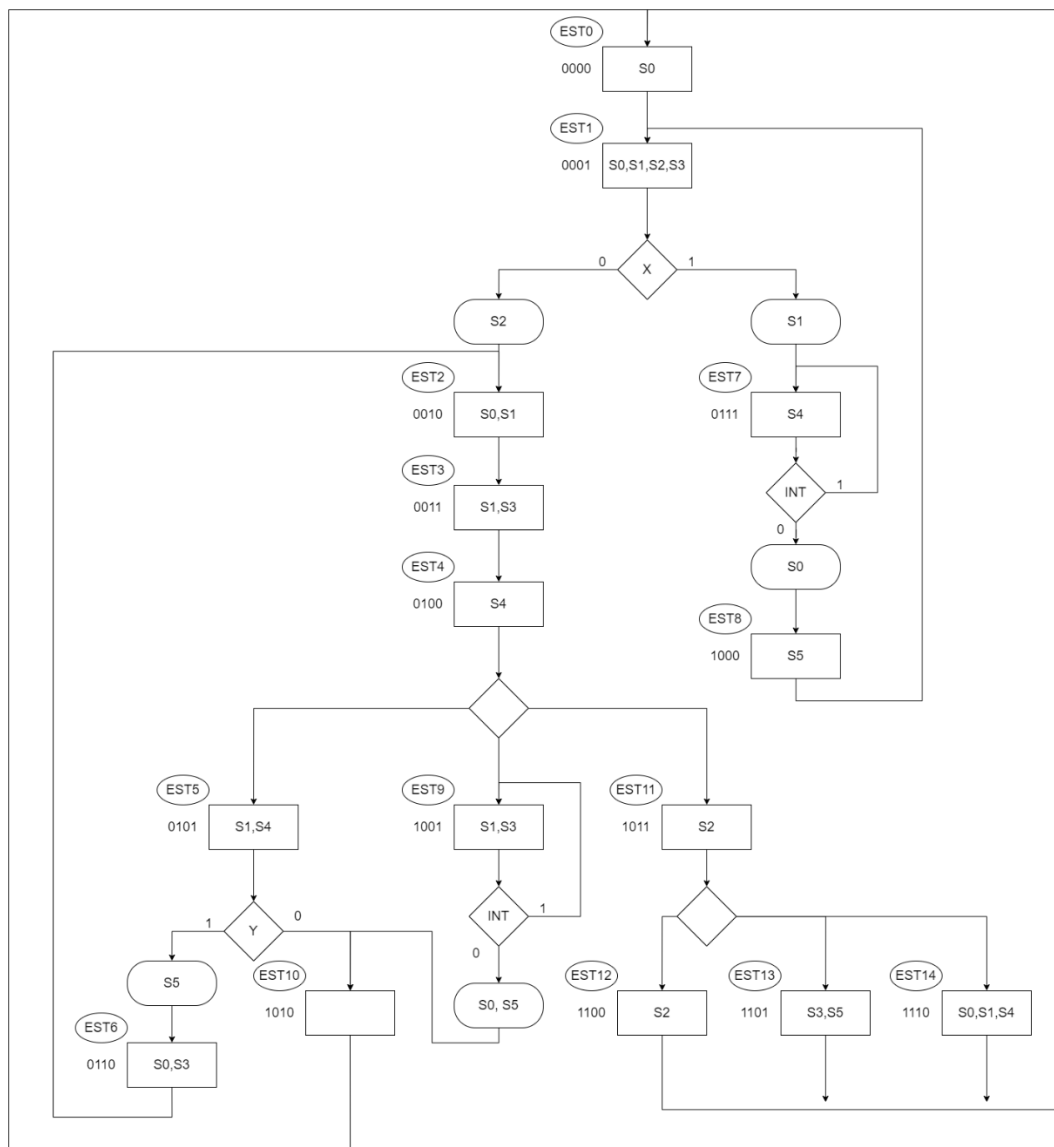 EST0
0000
S0
EST1
0001
S0,S1,S2,S3
0
X
1
S2
S1
EST2
0010
S0,S1
EST7
0111
S4
EST3
0011
S1,S3
INT
1
0
EST4
0100
S4
S0
EST8
1000
S5
EST5
0101
S1,S4
EST9
1001
S1,S3
EST11
1011
S2
1
Y
0
INT
1
0
S5
EST10
1010
S0, S5
EST12
1100
S2
EST13
1101
S3,S5
EST14
1110
S0,S1,S4
EST6
0110
S0,S3